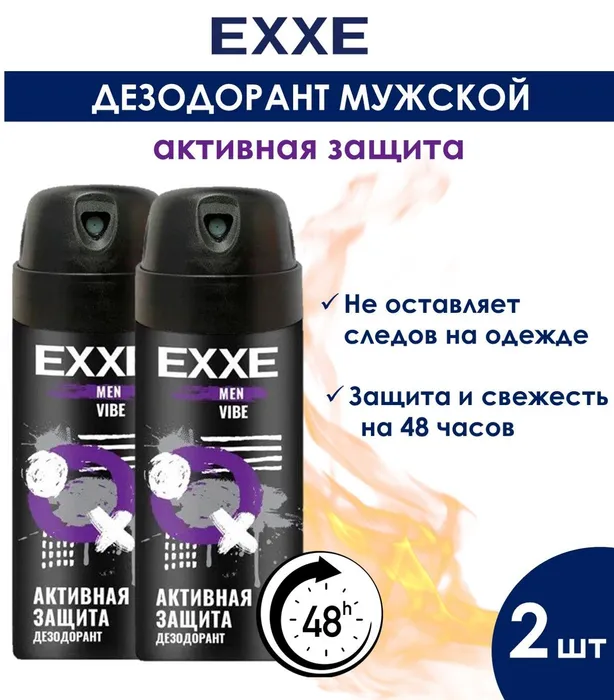 EXXE
ДЕЗОДОРАНТ МУЖСКОЙ
активная защита
✓ Не оставляет
следов на одежде
✓ Защита и свежесть
на 48 часов
EXXE
MEN
VIBE
АКТИВНАЯ
ЗАЩИТА
ДЕЗОДОРАНТ
EXXE
MEN
VIBE
АКТИВНАЯ
ЗАЩИТА
ДЕЗОДОРАНТ
48h
2 шт